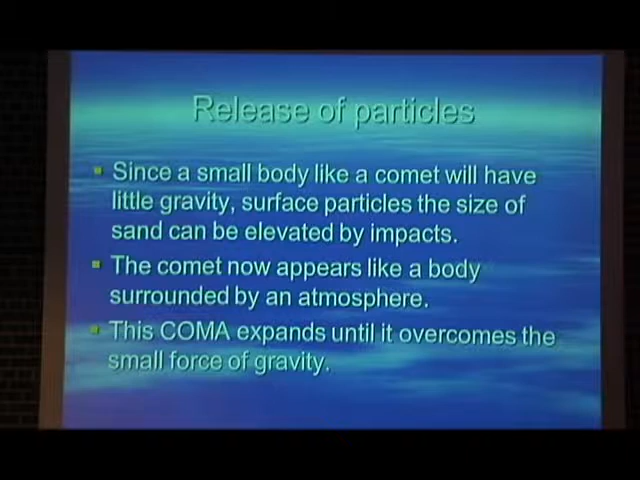 Release of particles
Since a small body like a comet will have
little gravity, surface particles the size of
sand can be elevated by impacts.
The comet now appears like a body
surrounded by an atmosphere.
This COMA expands until it overcomes the
small force of gravity.